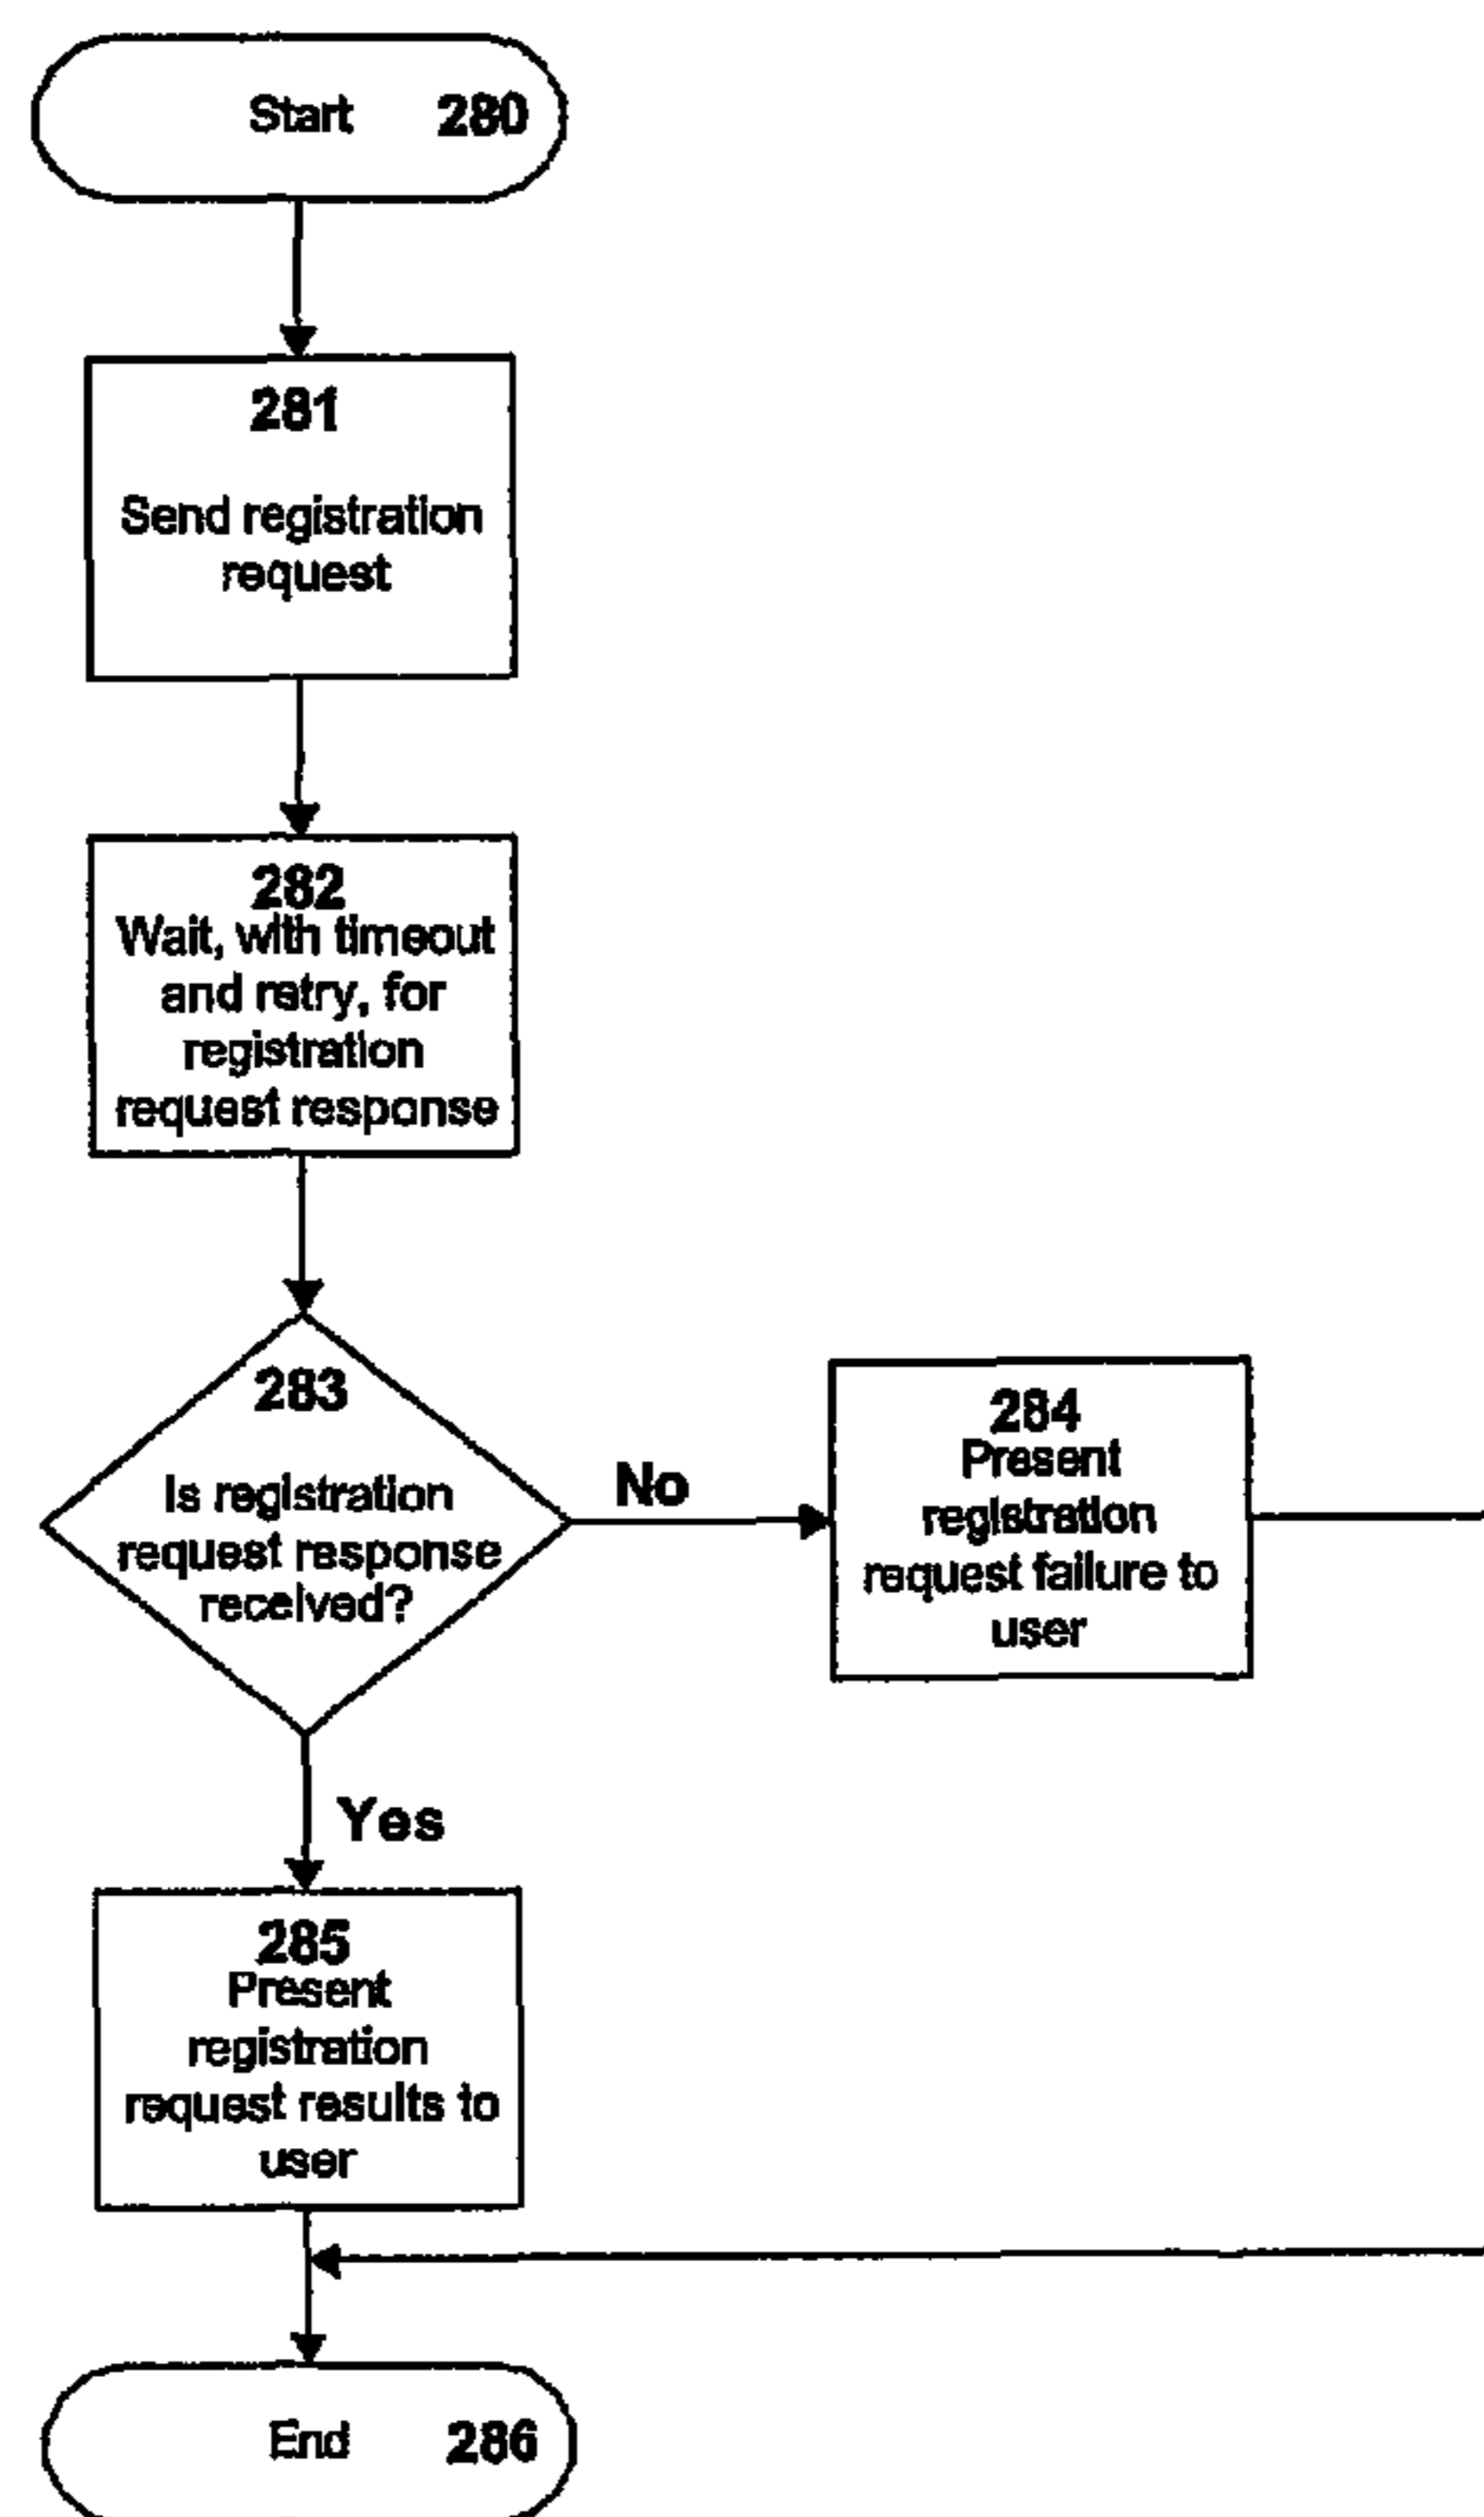 Start 280
281
Send registration
request
282
Wait, with timeout
and retry, for
registration
request response
283
Is registration
request response
received?
No
284
Present
registration
request failure to
user
Yes
285
Present
registration
request results to
user
End 286